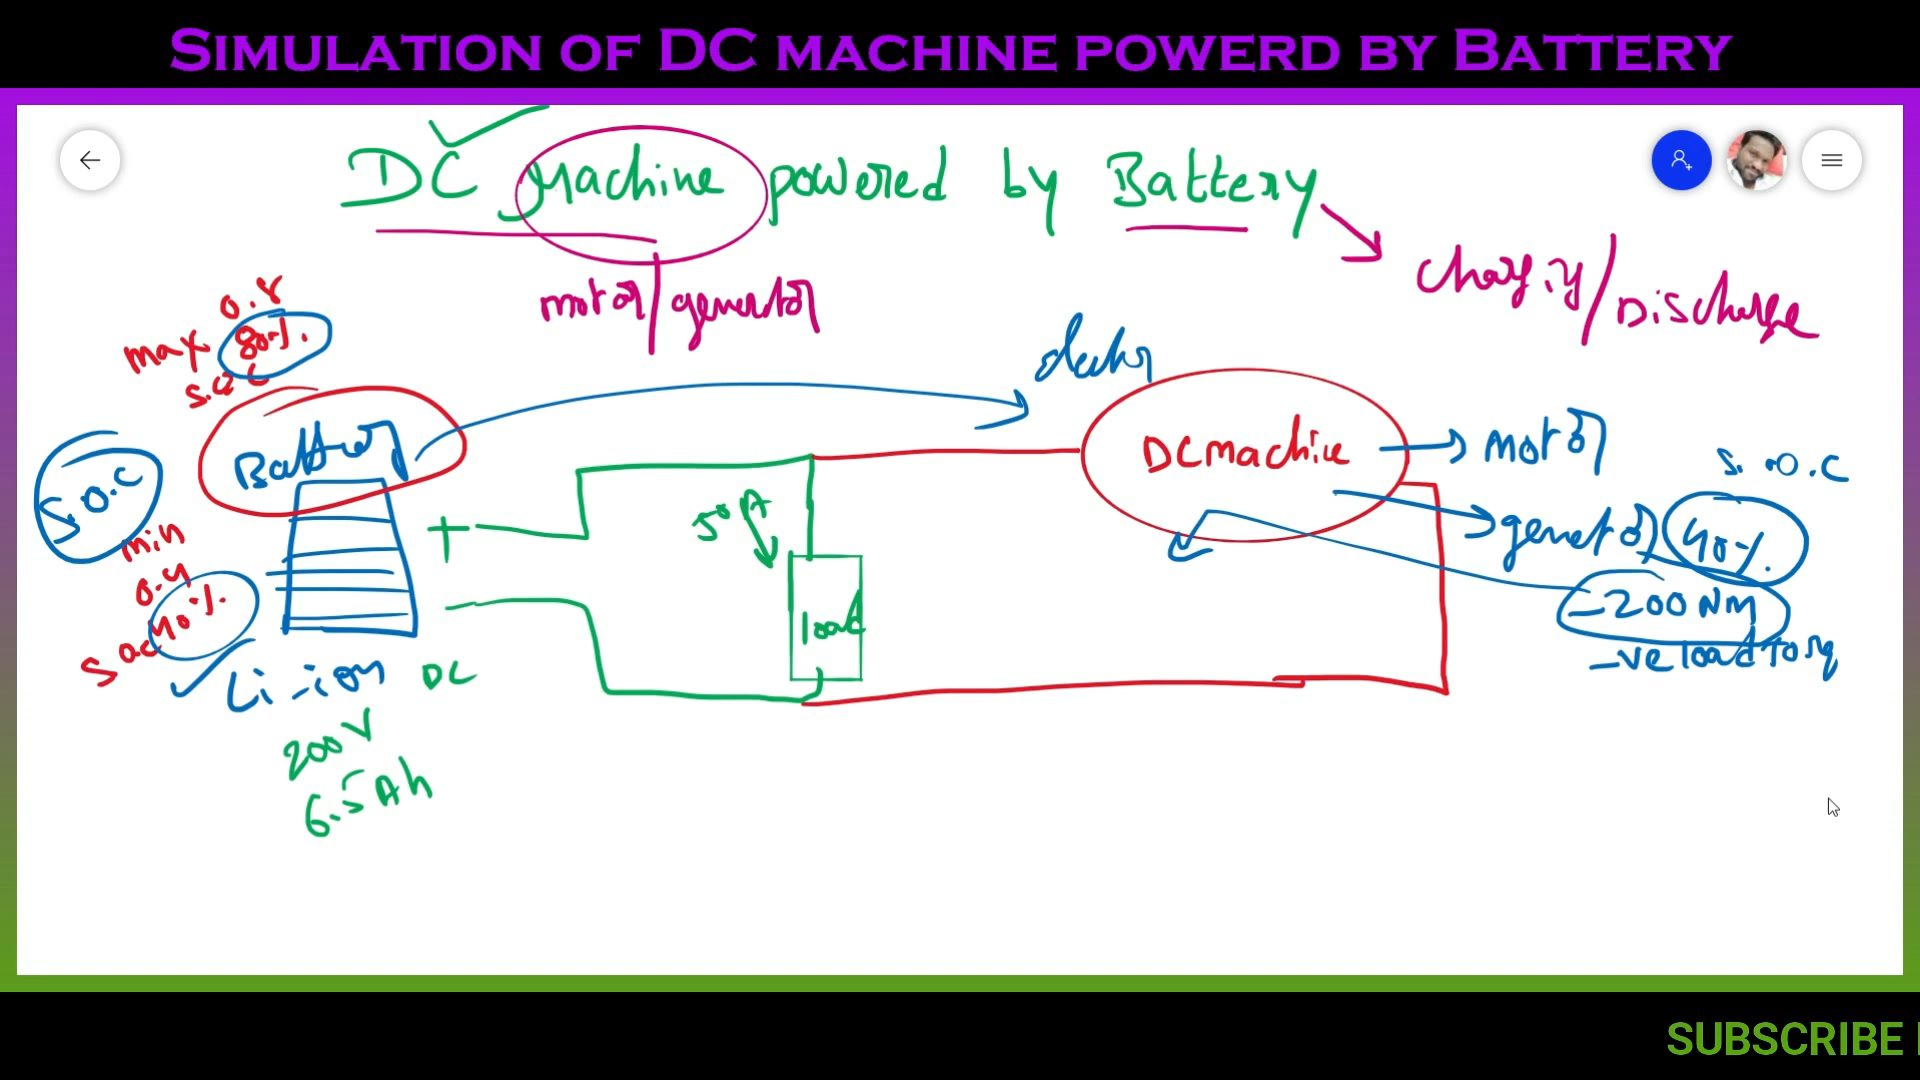 SIMULATION OF DC MACHINE POWERD BY BATTERY
DC Machine powered by Battery
motor/generator
Discharge
0.8
max 80%.
S.O.C
Battery
DC machine
motor
S.O.C
S.O.C
+
50A
generator 40%.
min
0.4
40%.
load
-200 Nm
-ve load torq
Li-ion
DC
200V
6.5Ah
SUBSCRIBE